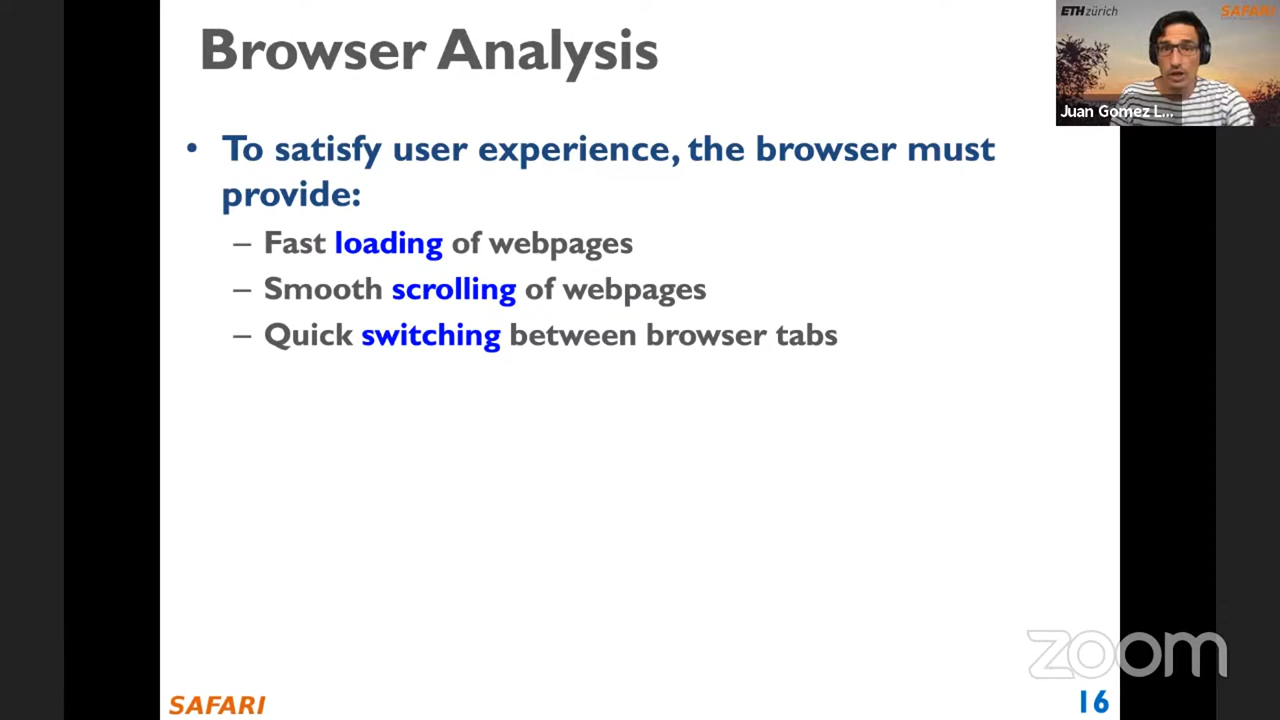 Browser Analysis
• To satisfy user experience, the browser must
provide:
– Fast loading of webpages
– Smooth scrolling of webpages
– Quick switching between browser tabs
ETH zürich
SAFARI
Juan Gomez L...
zoom
SAFARI
16